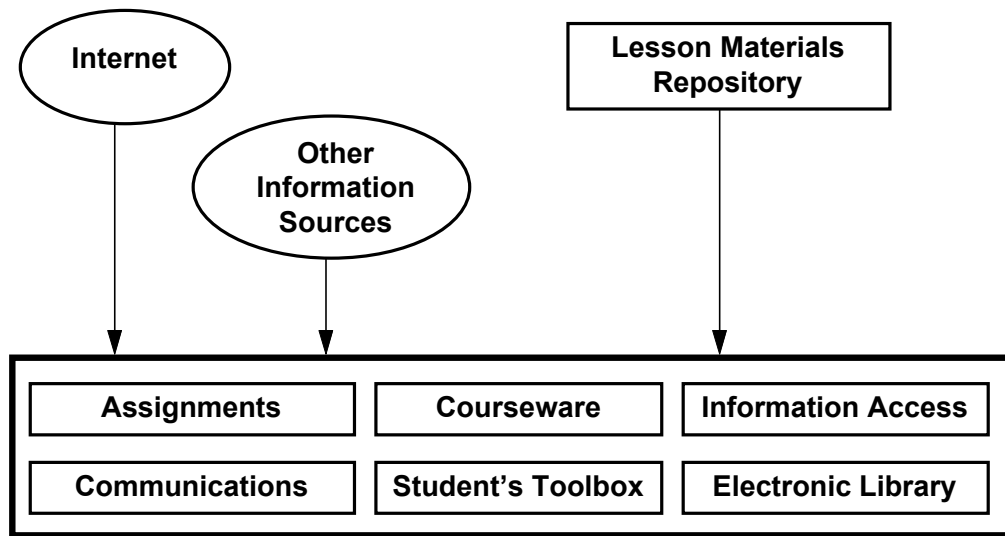 Internet
Lesson Materials
Repository
Other
Information
Sources
Assignments
Courseware
Information Access
Communications
Student's Toolbox
Electronic Library